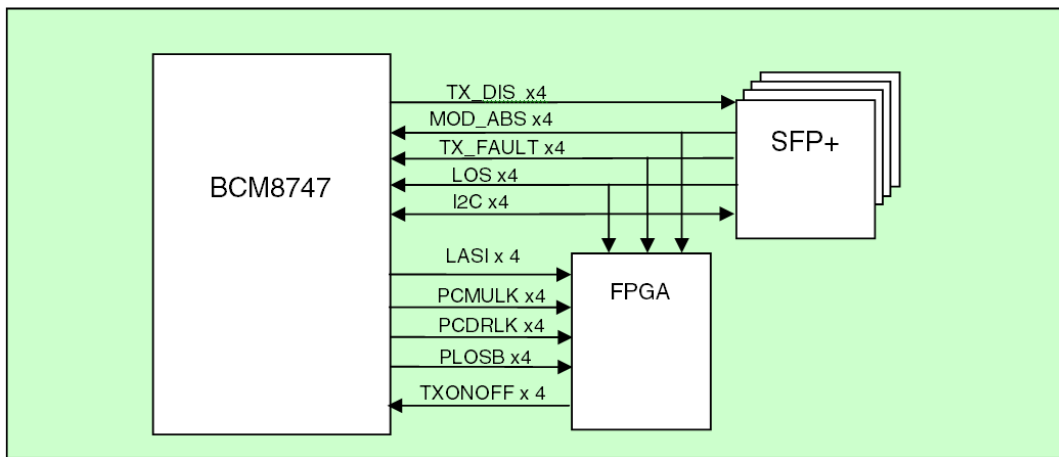 TX_DIS x4
MOD_ABS x4
TX_FAULT x4
LOS x4
I2C x4
BCM8747
SFP+
LASI x 4
PCMULK x4
PCDRLK x4
PLOSB x4
TXONOFF x 4
FPGA